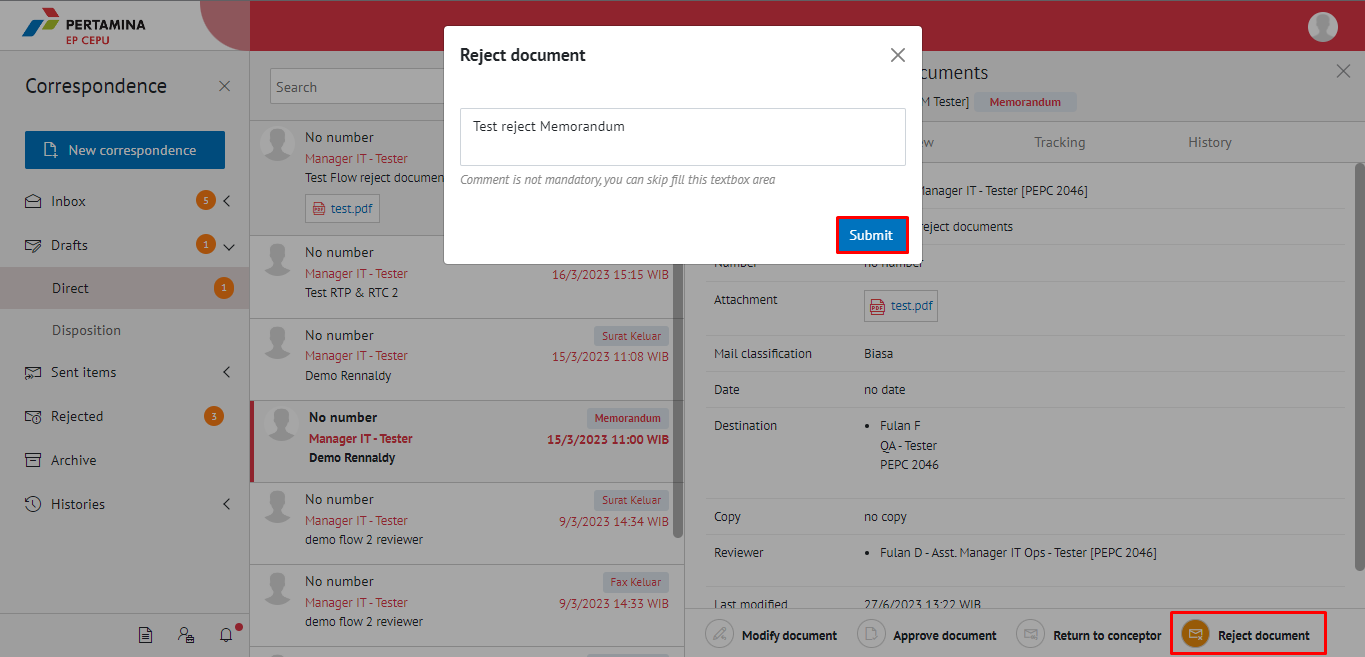 PERTAMINA
EP CEPU
Correspondence
New correspondence
Inbox 5
Drafts 1
Direct 1
Disposition
Sent items
Rejected 3
Archive
Histories
Search
No number
Manager IT - Tester
Test Flow reject documen
test.pdf
No number
Manager IT - Tester 16/3/2023 15:15 WIB
Test RTP & RTC 2
No number Surat Keluar
Manager IT - Tester 15/3/2023 11:08 WIB
Demo Rennaldy
No number Memorandum
Manager IT - Tester 15/3/2023 11:00 WIB
Demo Rennaldy
No number Surat Keluar
Manager IT - Tester 9/3/2023 14:34 WIB
demo flow 2 reviewer
No number Fax Keluar
Manager IT - Tester 9/3/2023 14:33 WIB
demo flow 2 reviewer
Reject document
Test reject Memorandum
Comment is not mandatory, you can skip fill this textbox area
Submit
cuments
M Tester] Memorandum
ew Tracking History
Manager IT - Tester [PEPC 2046]
reject documents
Number no number
Attachment test.pdf
Mail classification Biasa
Date no date
Destination • Fulan F
QA - Tester
PEPC 2046
Copy no copy
Reviewer • Fulan D - Asst. Manager IT Ops - Tester [PEPC 2046]
Last modified 27/6/2023 13:22 WIB
Modify document Approve document Return to conceptor Reject document